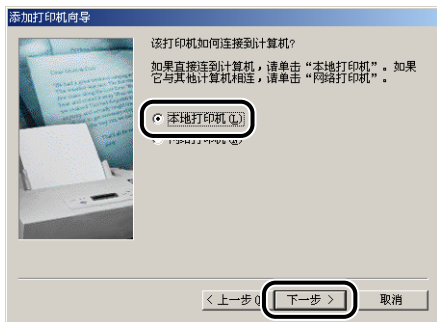 添加打印机向导
该打印机如何连接到计算机?
如果直接连到计算机，请单击“本地打印机”。如果
它与其他计算机相连，请单击“网络打印机”。
本地打印机(L)
< 上一步
下一步 >
取消